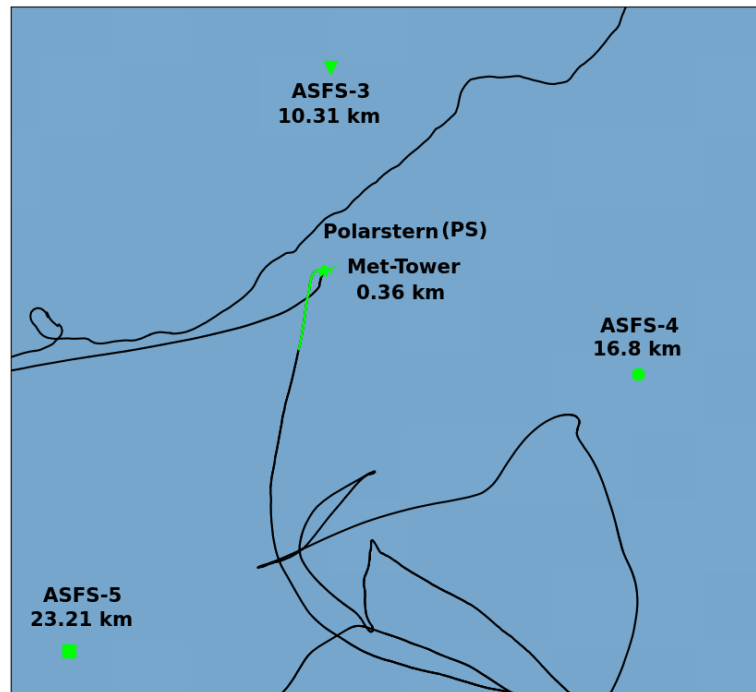 ASFS-3
10.31 km
Polarstern (PS)
Met-Tower
0.36 km
ASFS-4
16.8 km
ASFS-5
23.21 km